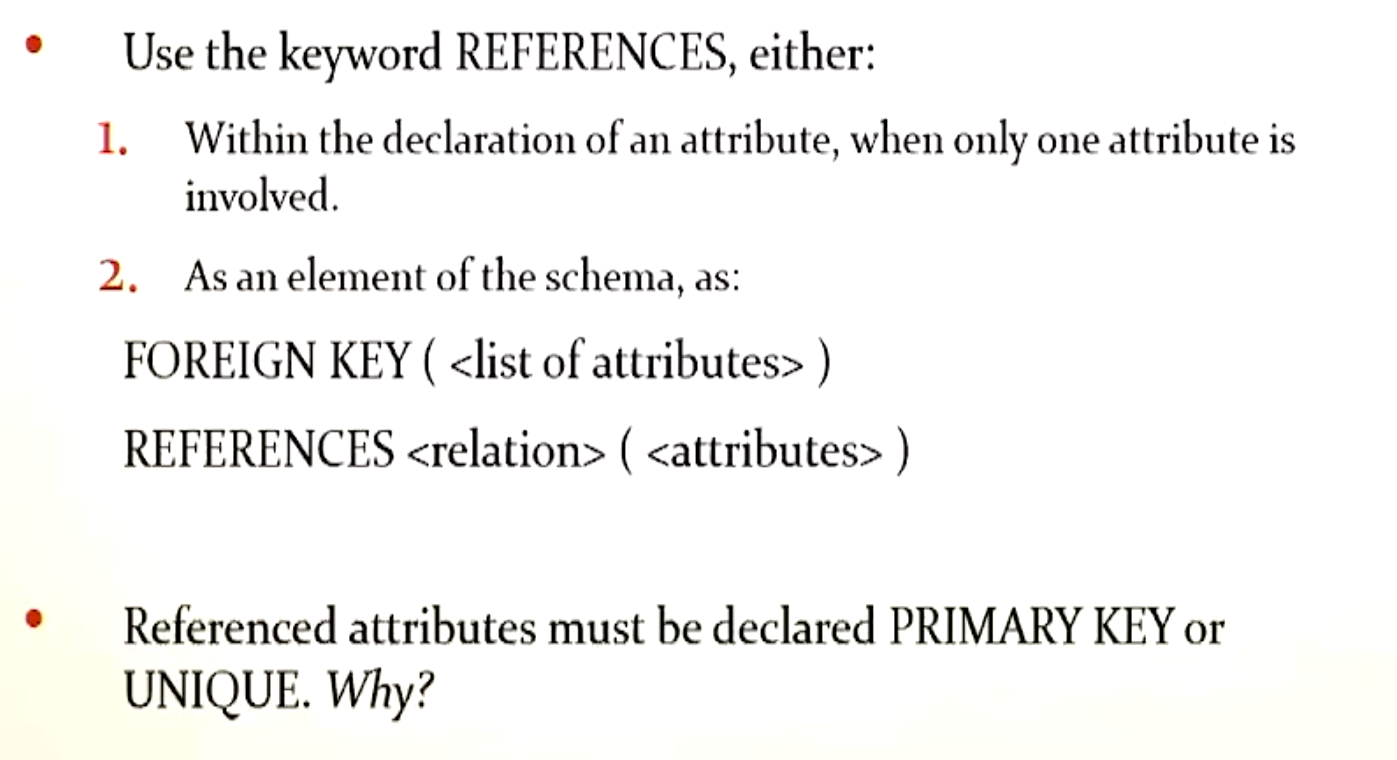 • Use the keyword REFERENCES, either:
1. Within the declaration of an attribute, when only one attribute is
involved.
2. As an element of the schema, as:
FOREIGN KEY ( <list of attributes> )
REFERENCES <relation> ( <attributes> )
• Referenced attributes must be declared PRIMARY KEY or
UNIQUE. Why?